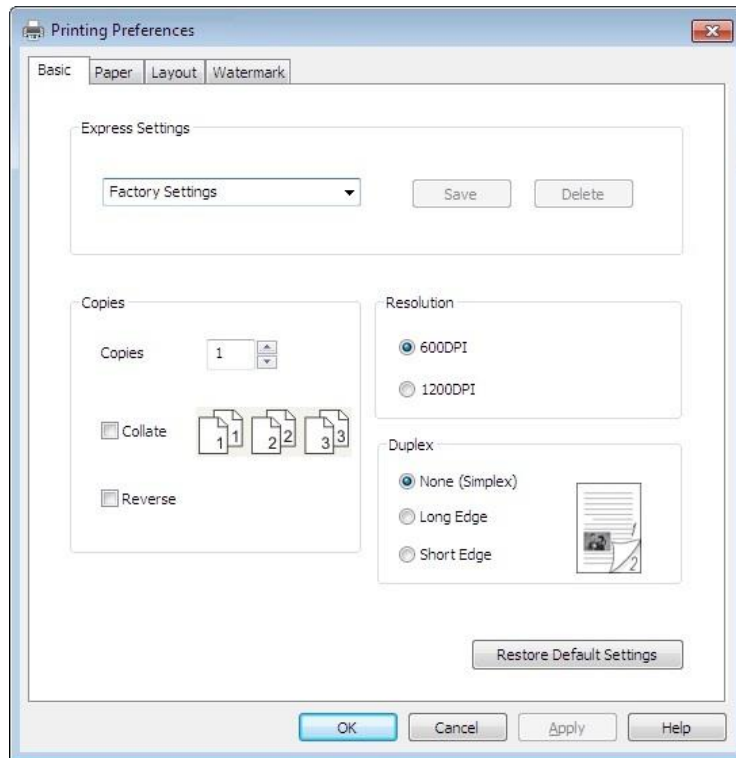 Printing Preferences
Basic Paper Layout Watermark
Express Settings
Factory Settings Save Delete
Copies
Copies 1
Collate 1 1 2 2 3 3
Reverse
Resolution
600DPI
1200DPI
Duplex
None (Simplex)
Long Edge
Short Edge
1
2
Restore Default Settings
OK Cancel Apply Help